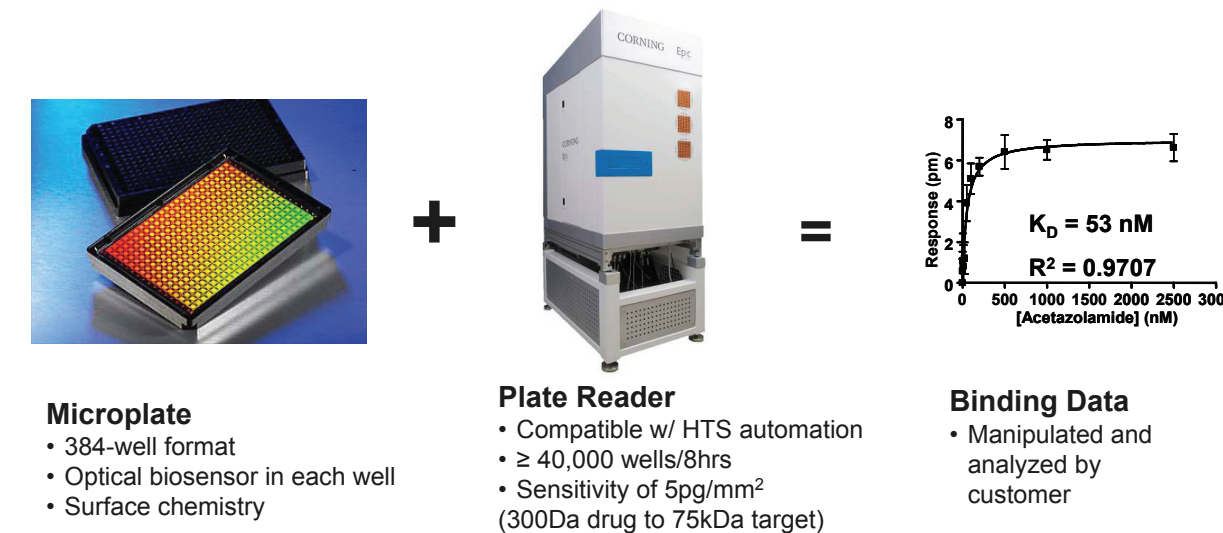 CORNING Epic
CORNING
Epic
+
=
8
6
4
2
0
Response (pm)
K_D = 53 nM
R² = 0.9707
0 500 1000 1500 2000 2500 300
[Acetazolamide] (nM)
Microplate
• 384-well format
• Optical biosensor in each well
• Surface chemistry
Plate Reader
• Compatible w/ HTS automation
• ≥ 40,000 wells/8hrs
• Sensitivity of 5pg/mm²
(300Da drug to 75kDa target)
Binding Data
• Manipulated and
analyzed by
customer